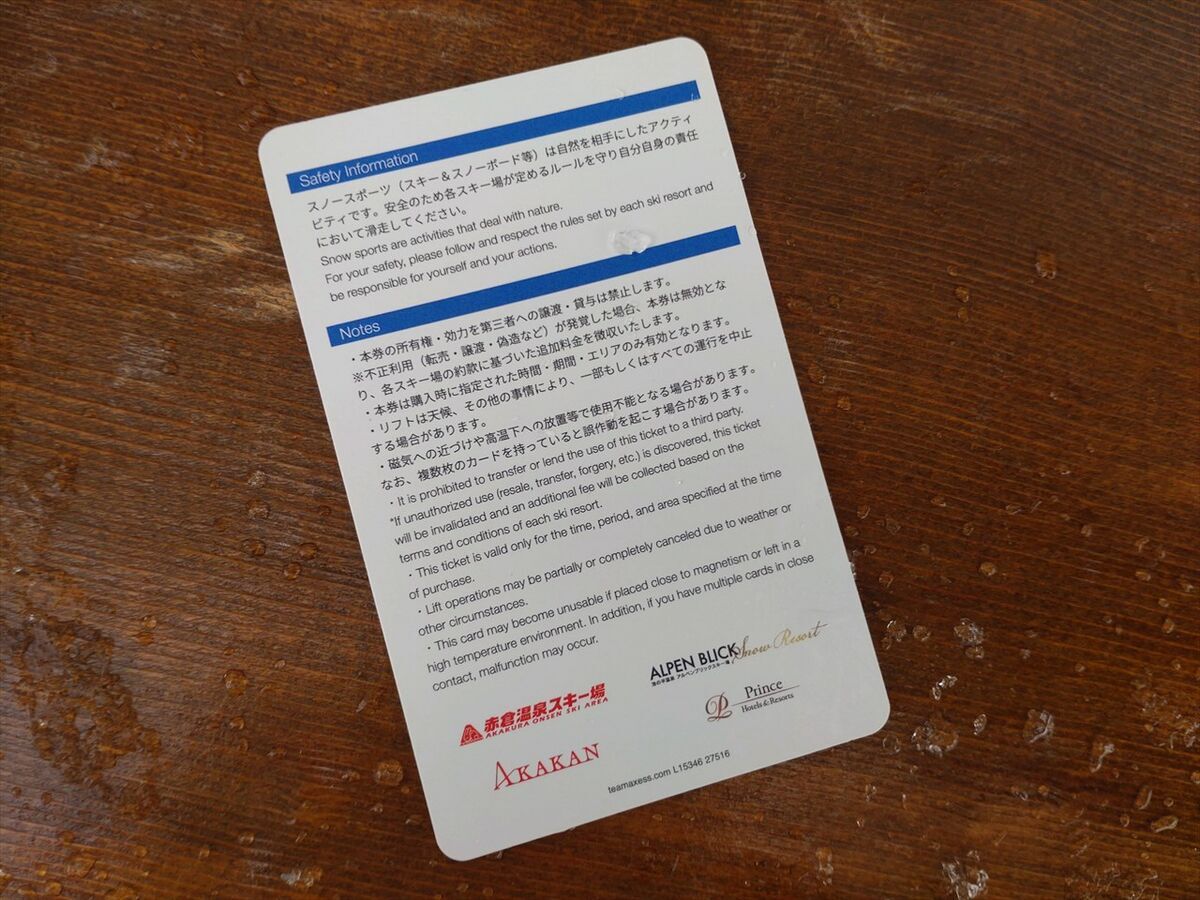 Safety Information
スノースポーツ（スキー＆スノーボード等）は自然を相手にしたアクティ
ビティです。安全のため各スキー場が定めるルールを守り自分自身の責任
において滑走してください。
Snow sports are activities that deal with nature.
For your safety, please follow and respect the rules set by each ski resort and
be responsible for yourself and your actions.
Notes
・本券の所有権・効力を第三者への譲渡・貸与は禁止します。
※不正利用（転売・譲渡・偽造など）が発覚した場合、本券は無効とな
り、各スキー場の約款に基づいた追加料金を徴収いたします。
・本券は購入時に指定された時間・期間・エリアのみ有効となります。
・リフトは天候、その他の事情により、一部もしくはすべての運行を中止
する場合があります。
・磁気への近づけや高温下への放置等で使用不能となる場合があります。
なお、複数枚のカードを持っていると誤作動を起こす場合があります。
・It is prohibited to transfer or lend the use of this ticket to a third party.
*If unauthorized use (resale, transfer, forgery, etc.) is discovered, this ticket
will be invalidated and an additional fee will be collected based on the
terms and conditions of each ski resort.
・This ticket is valid only for the time, period, and area specified at the time
of purchase.
・Lift operations may be partially or completely canceled due to weather or
other circumstances.
・This card may become unusable if placed close to magnetism or left in a
high temperature environment. In addition, if you have multiple cards in close
contact, malfunction may occur.
ALPEN BLICK Snow Resort
池の平温泉 アルペンブリックスキー場
赤倉温泉スキー場
AKAKURA ONSEN SKI AREA
Prince
Hotels & Resorts
AKAKAN
teamaxess.com L15346 27516